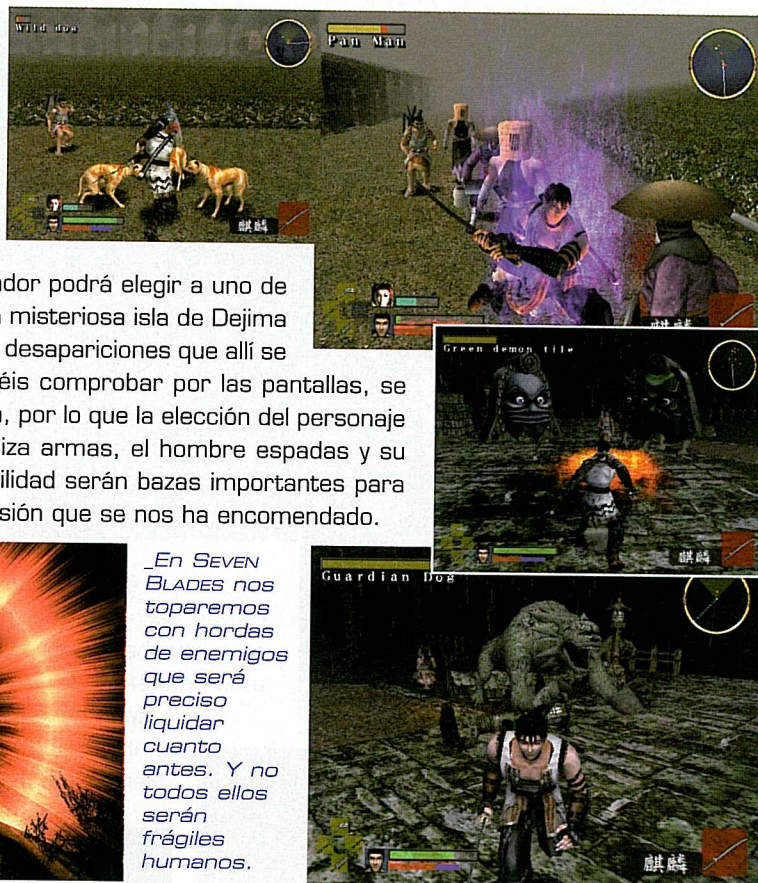 Wild dog
Pan Man
麒麟
ador podrá elegir a uno de
misteriosa isla de Dejima
desapariciones que allí se
éis comprobar por las pantallas, se
, por lo que la elección del personaje
iza armas, el hombre espadas y su
ilidad serán bazas importantes para
sión que se nos ha encomendado.
Green demon tile
麒麟
_En SEVEN
BLADES nos
toparemos
con hordas
de enemigos
que será
preciso
liquidar
cuanto
antes. Y no
todos ellos
serán
frágiles
humanos.
Guardian Dog
麒麟